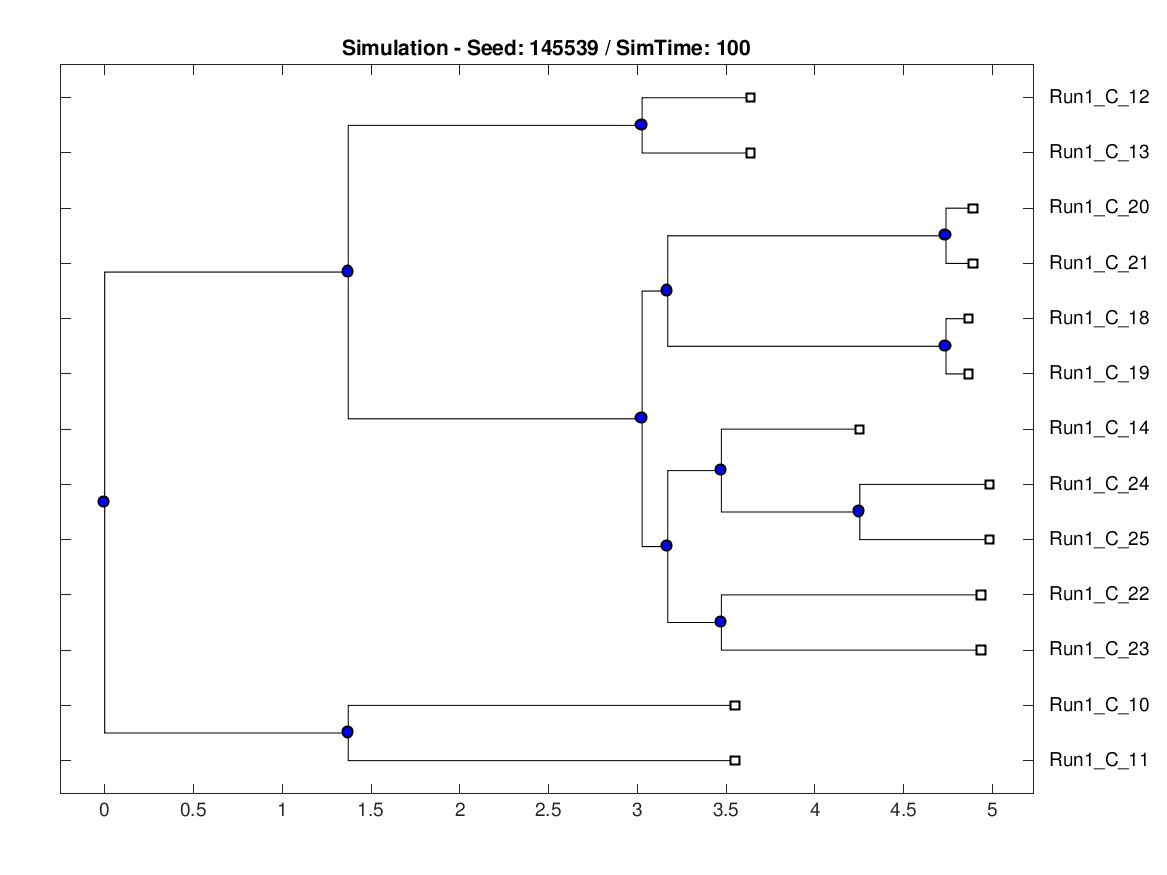 Simulation - Seed: 145539 / SimTime: 100
Run1_C_12
Run1_C_13
Run1_C_20
Run1_C_21
Run1_C_18
Run1_C_19
Run1_C_14
Run1_C_24
Run1_C_25
Run1_C_22
Run1_C_23
Run1_C_10
Run1_C_11
0 0.5 1 1.5 2 2.5 3 3.5 4 4.5 5